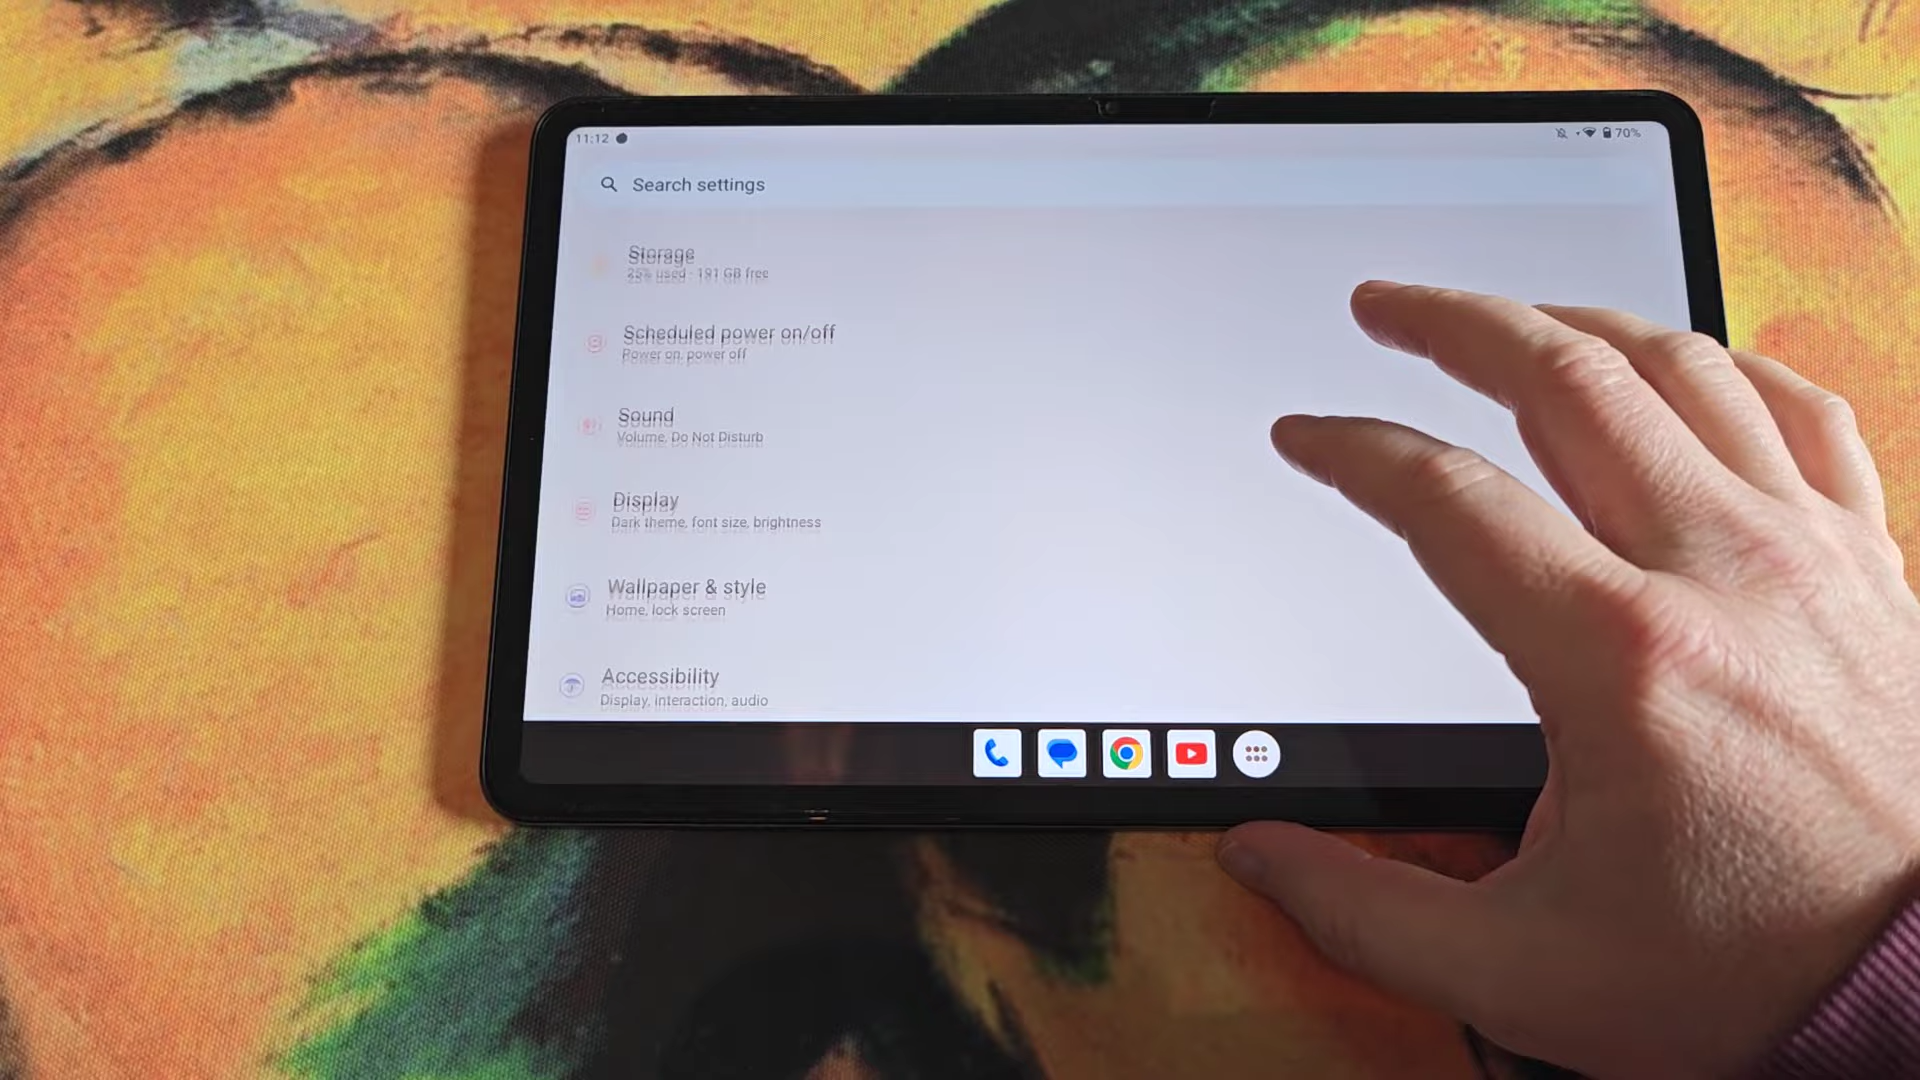 11:12
70%
Search settings
Storage
25% used - 191 GB free
Scheduled power on/off
Power on, power off
Sound
Volume, Do Not Disturb
Display
Dark theme, font size, brightness
Wallpaper & style
Home, lock screen
Accessibility
Display, interaction, audio